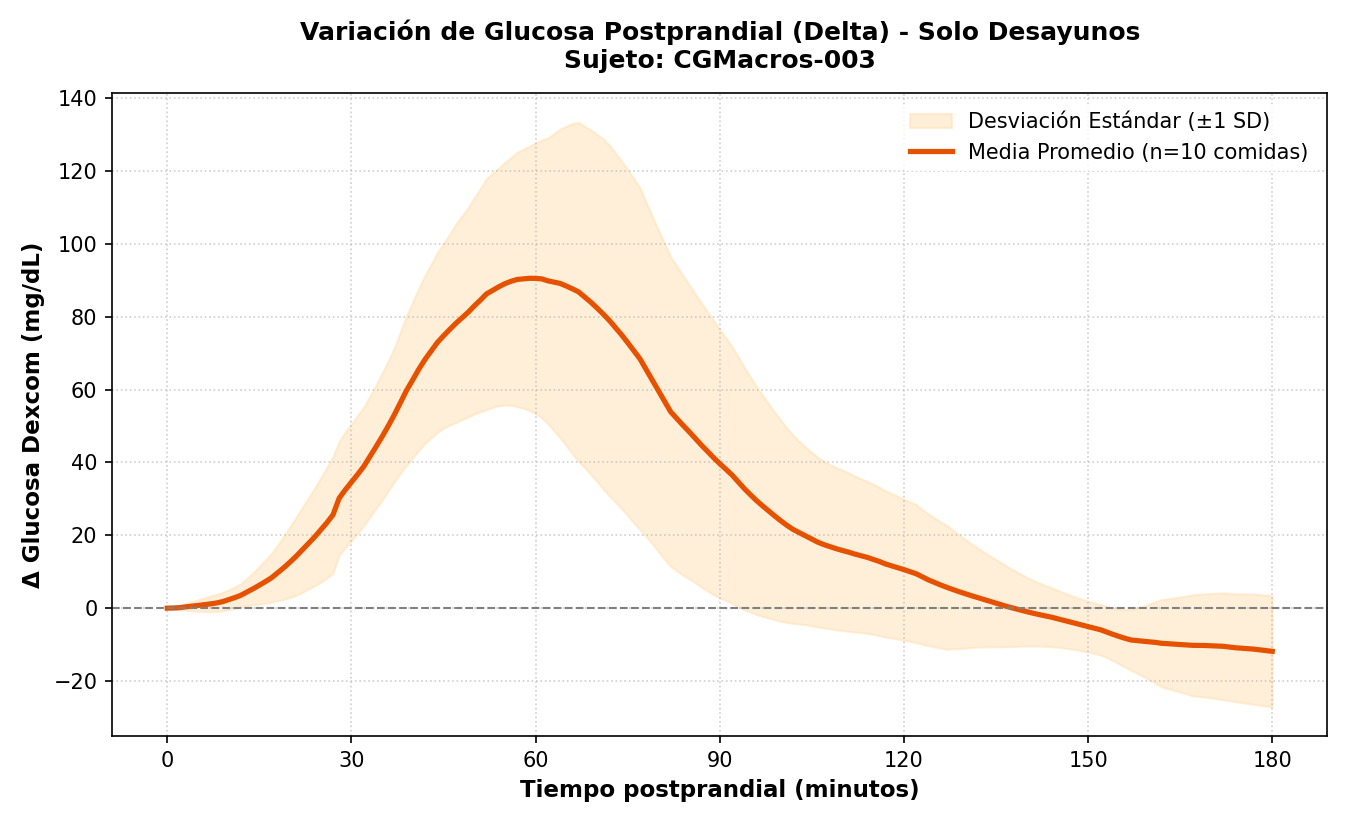 Variación de Glucosa Postprandial (Delta) - Solo Desayunos
Sujeto: CGMacros-003
Desviación Estándar (±1 SD)
Media Promedio (n=10 comidas)
Δ Glucosa Dexcom (mg/dL)
140
120
100
80
60
40
20
0
−20
0 30 60 90 120 150 180
Tiempo postprandial (minutos)